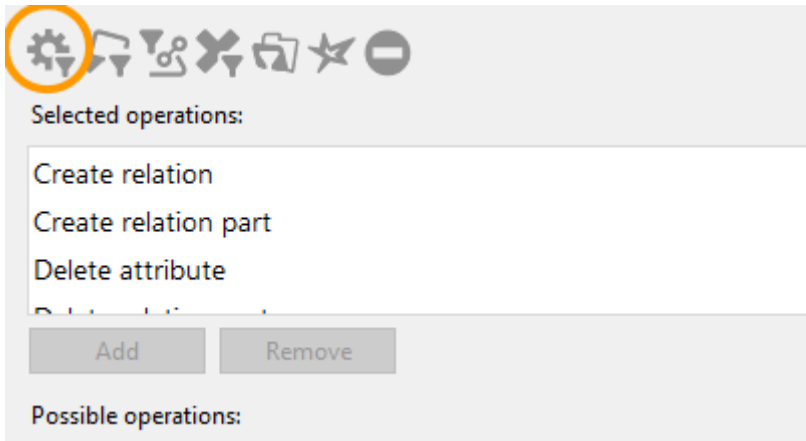 Selected operations:
Create relation
Create relation part
Delete attribute
Add
Remove
Possible operations: